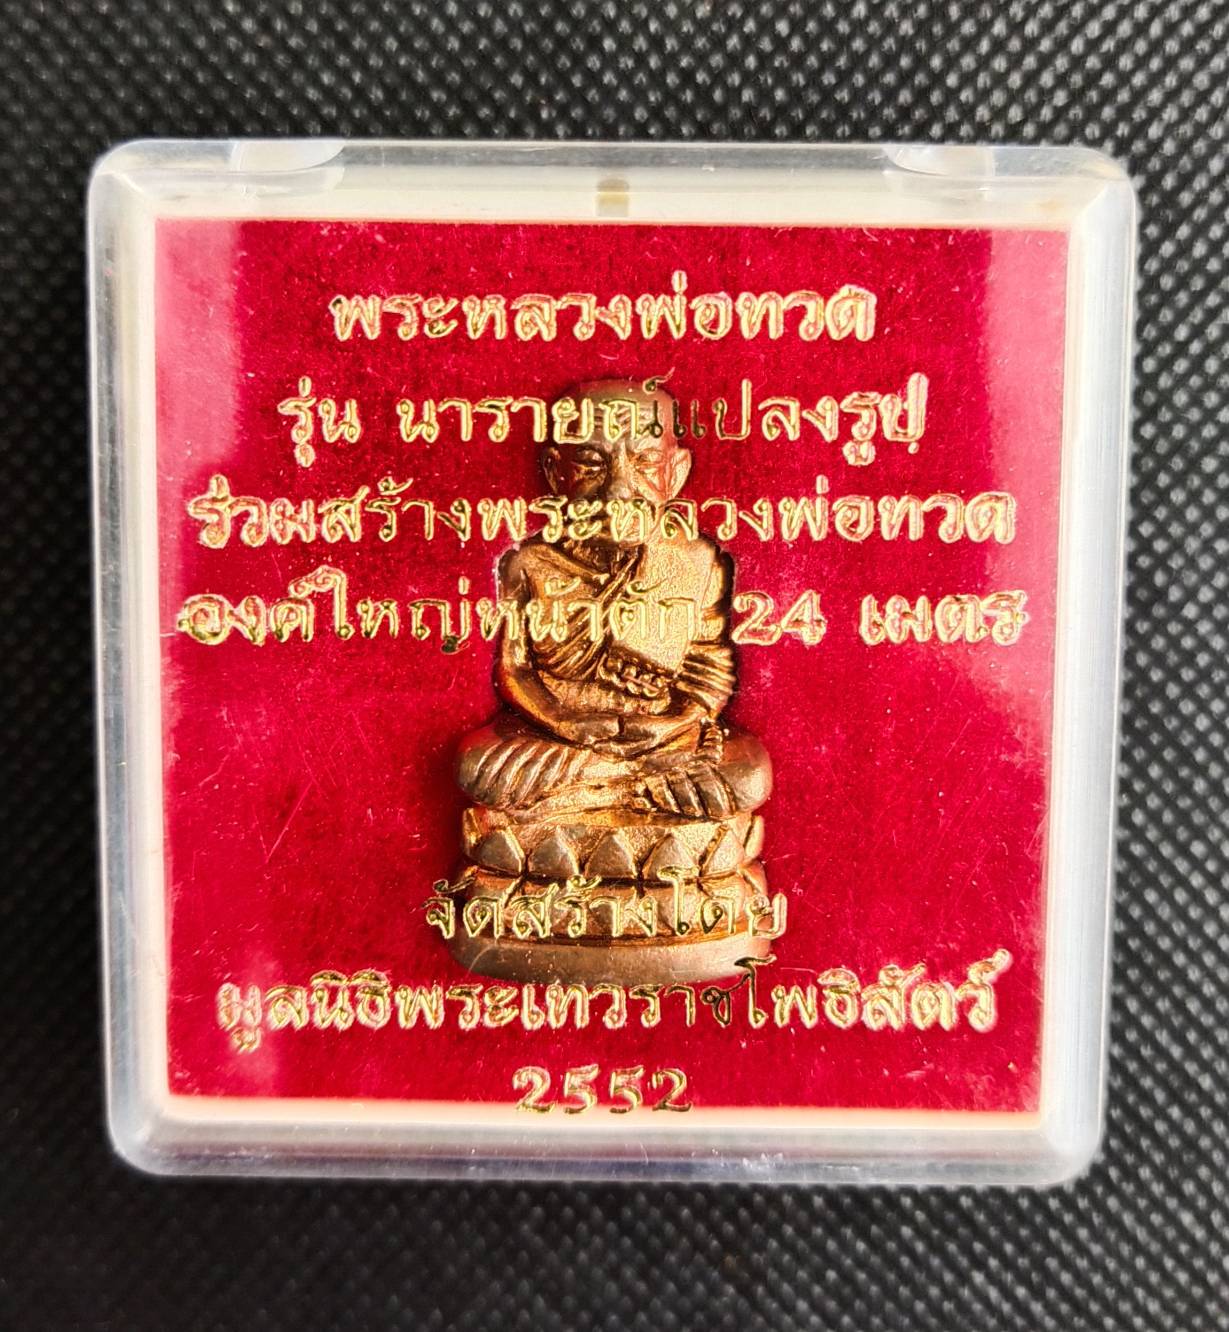 พระหลวงพ่อทวด
รุ่น นารายณ์แปลงรูป
ร่วมสร้างพระหลวงพ่อทวด
องค์ใหญ่หน้าตัก 24 เมตร
จัดสร้างโดย
มูลนิธิพระเทวราชโพธิสัตว์
2552